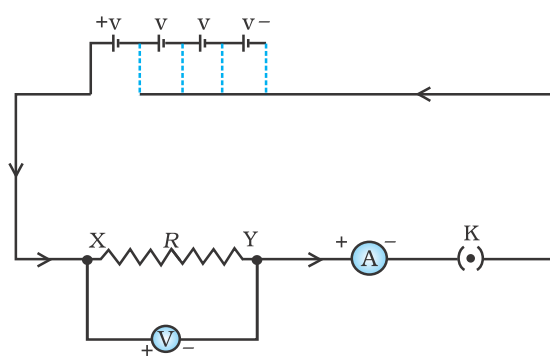 +v v v v−
X R Y + A − K
+ V −